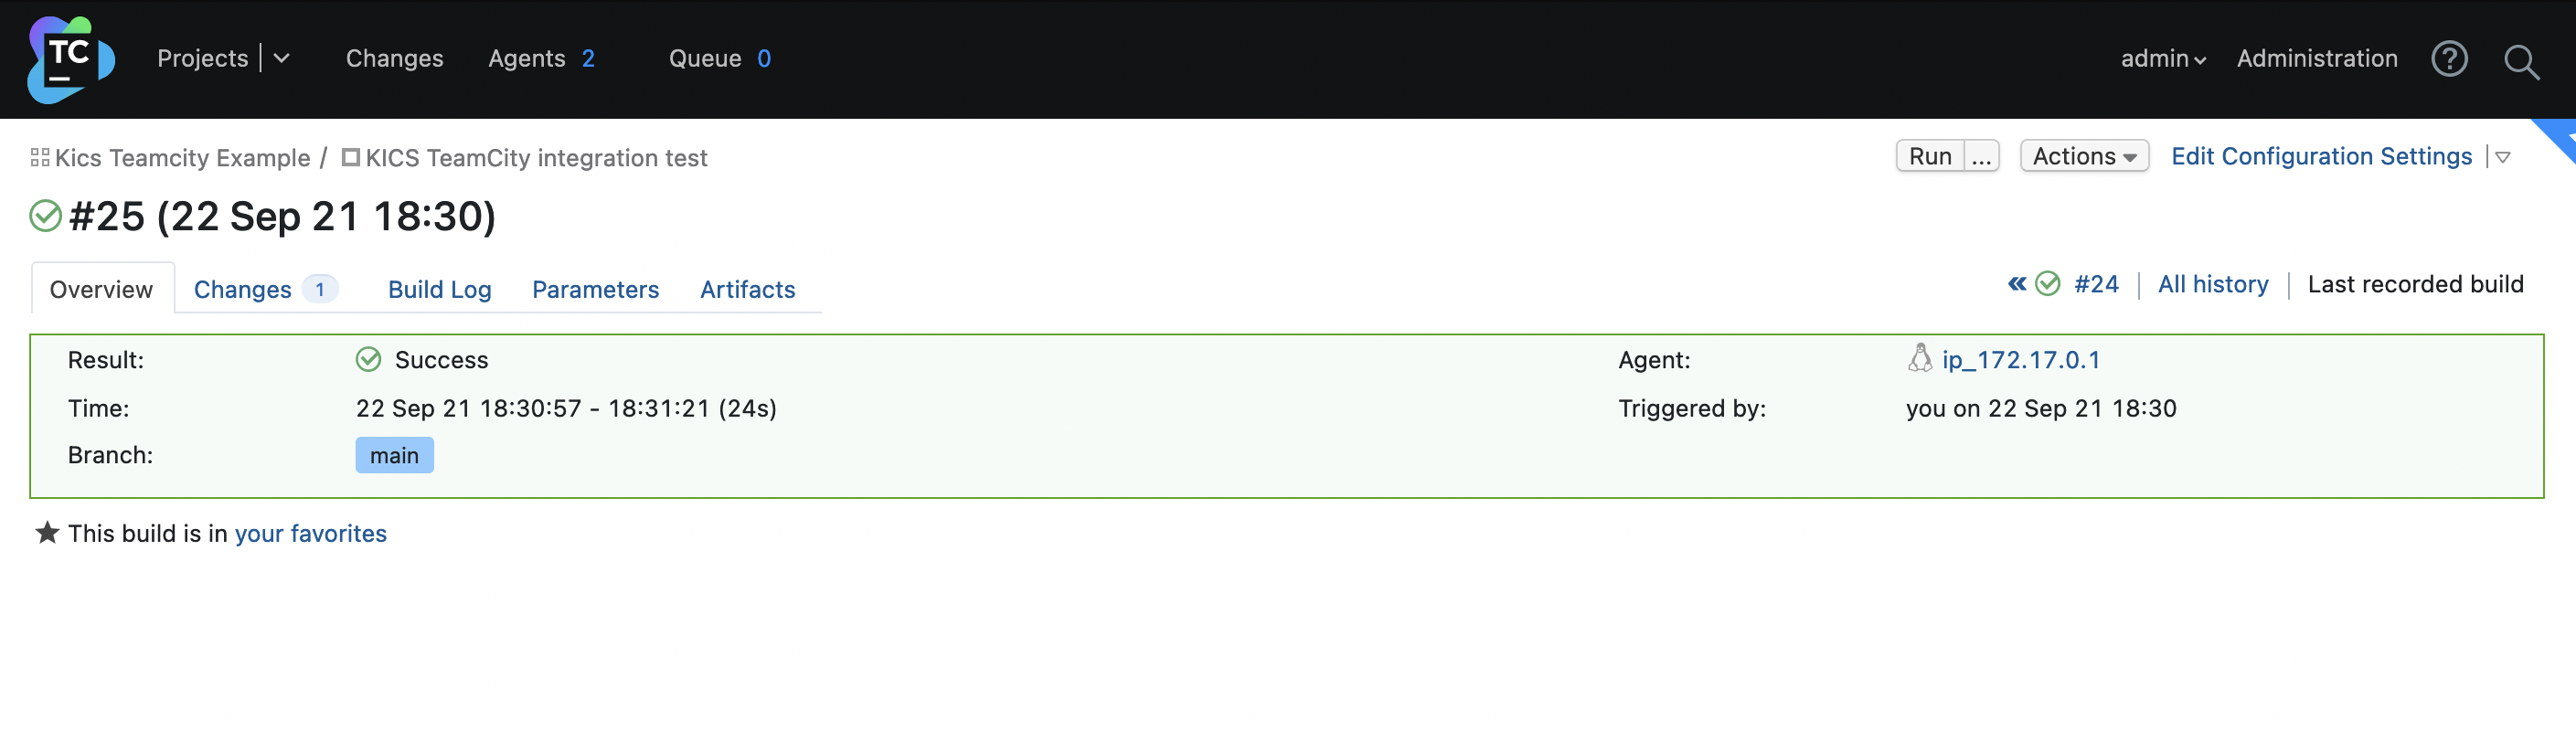 TC Projects Changes Agents 2 Queue 0 admin Administration ?
Kics Teamcity Example / KICS TeamCity integration test Run ... Actions Edit Configuration Settings
#25 (22 Sep 21 18:30)
Overview Changes 1 Build Log Parameters Artifacts « #24 All history Last recorded build
Result: Success Agent: ip_172.17.0.1
Time: 22 Sep 21 18:30:57 - 18:31:21 (24s) Triggered by: you on 22 Sep 21 18:30
Branch: main
This build is in your favorites